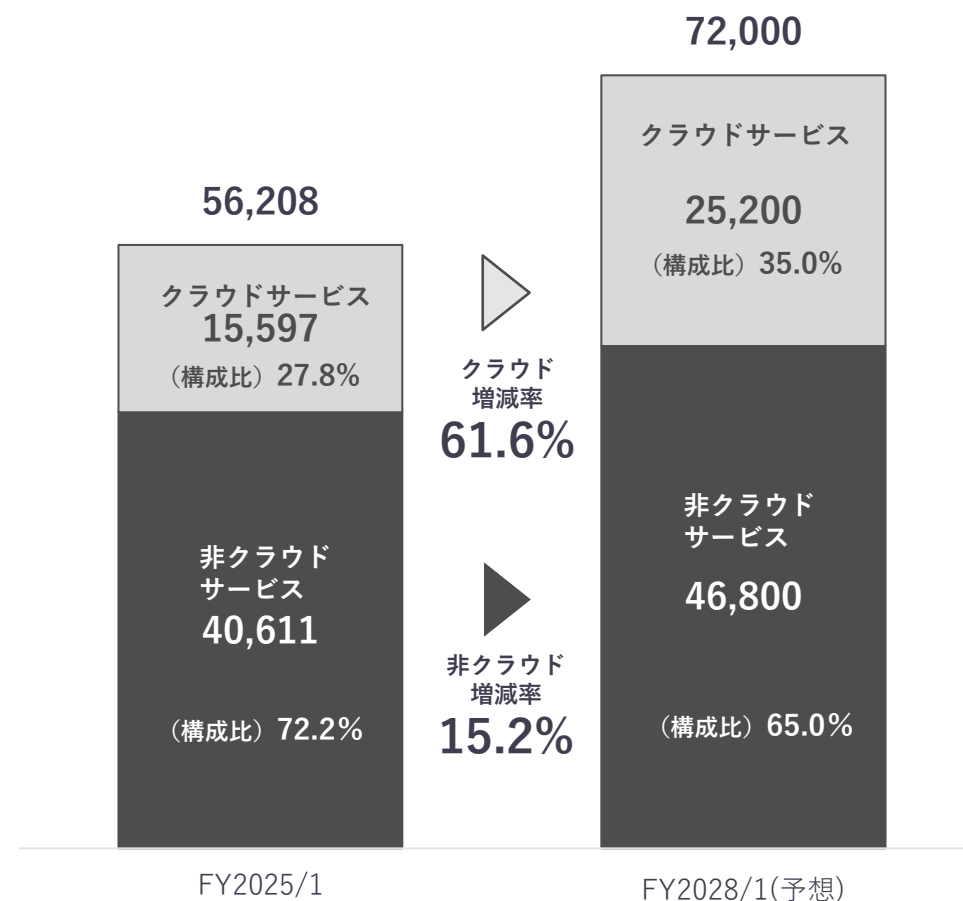 72,000
クラウドサービス
25,200
（構成比）35.0%
56,208
クラウドサービス
15,597
（構成比）27.8%
クラウド
増減率
61.6%
非クラウド
サービス
46,800
（構成比）65.0%
非クラウド
サービス
40,611
（構成比）72.2%
非クラウド
増減率
15.2%
FY2025/1
FY2028/1(予想)